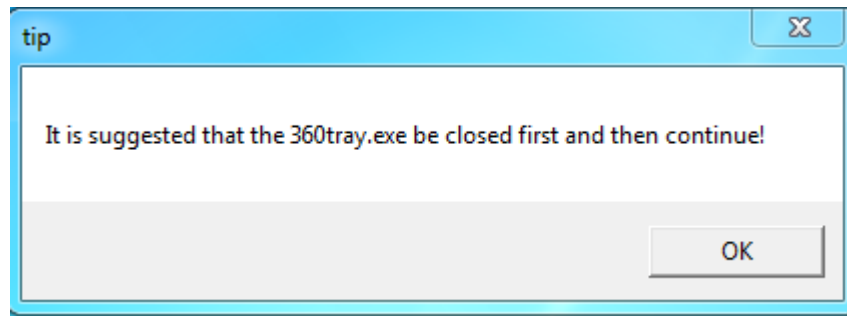 tip
It is suggested that the 360tray.exe be closed first and then continue!
OK